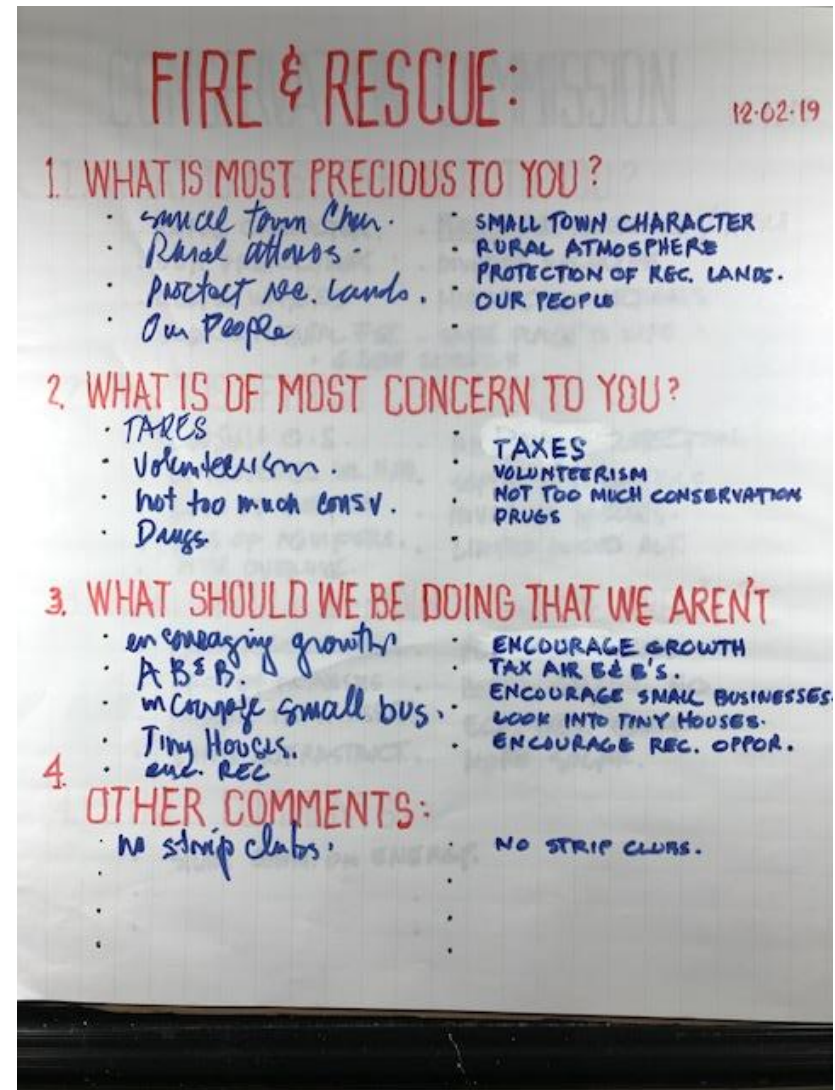 FIRE & RESCUE:
12-02-19
1. WHAT IS MOST PRECIOUS TO YOU?
· small town Char. · SMALL TOWN CHARACTER
· Rural atmos. · RURAL ATMOSPHERE
· protect rec. lands. · PROTECTION OF REC. LANDS.
· Our People · OUR PEOPLE
2. WHAT IS OF MOST CONCERN TO YOU?
· TAXES · TAXES
· Volunteerism. · VOLUNTEERISM
· not too much consv. · NOT TOO MUCH CONSERVATION
· Drugs. · DRUGS
3. WHAT SHOULD WE BE DOING THAT WE AREN'T
· encouraging growth · ENCOURAGE GROWTH
· A B & B. · TAX AIR B & B'S.
· incourage small bus. · ENCOURAGE SMALL BUSINESSES.
· Tiny Houses. · LOOK INTO TINY HOUSES.
· enc. REC · ENCOURAGE REC. OPPOR.
4.
OTHER COMMENTS:
· no strip clubs. NO STRIP CLUBS.